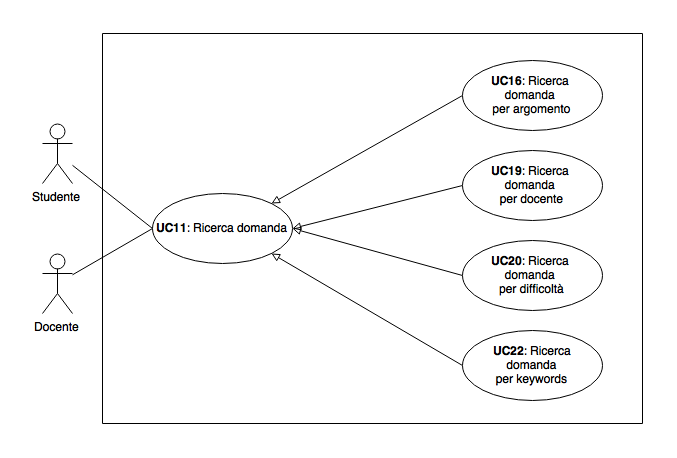 Studente
Docente
UC11: Ricerca domanda
UC16: Ricerca
domanda
per argomento
UC19: Ricerca
domanda
per docente
UC20: Ricerca
domanda
per difficoltà
UC22: Ricerca
domanda
per keywords